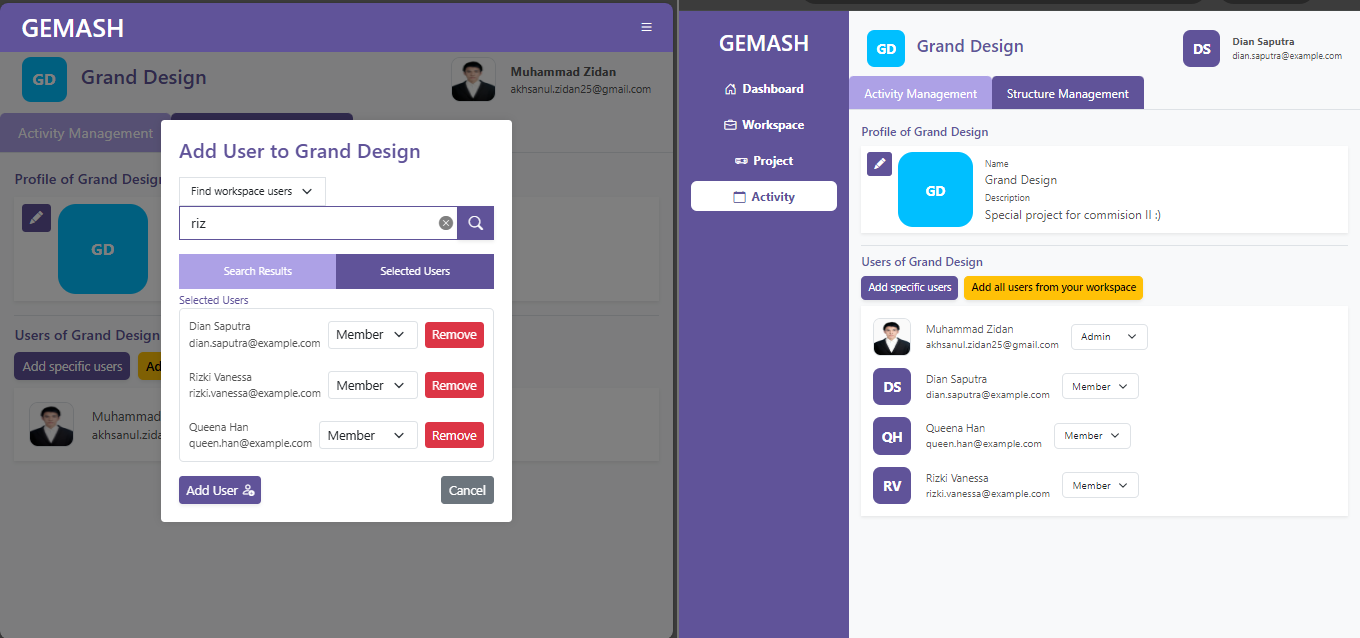 GEMASH
GD
Grand Design
Muhammad Zidan
akhsanul.zidan25@gmail.com
Activity Management
Profile of Grand Desig
GD
Users of Grand Design
Add specific users
Ad
Muhammad
akhsanul.zida
Add User to Grand Design
Find workspace users
riz
Search Results
Selected Users
Selected Users
Dian Saputra
dian.saputra@example.com
Member
Remove
Rizki Vanessa
rizki.vanessa@example.com
Member
Remove
Queena Han
queen.han@example.com
Member
Remove
Add User
Cancel
GEMASH
Dashboard
Workspace
Project
Activity
GD
Grand Design
DS
Dian Saputra
dian.saputra@example.com
Activity Management
Structure Management
Profile of Grand Design
GD
Name
Grand Design
Description
Special project for commision II :)
Users of Grand Design
Add specific users
Add all users from your workspace
Muhammad Zidan
akhsanul.zidan25@gmail.com
Admin
DS
Dian Saputra
dian.saputra@example.com
Member
QH
Queena Han
queen.han@example.com
Member
RV
Rizki Vanessa
rizki.vanessa@example.com
Member